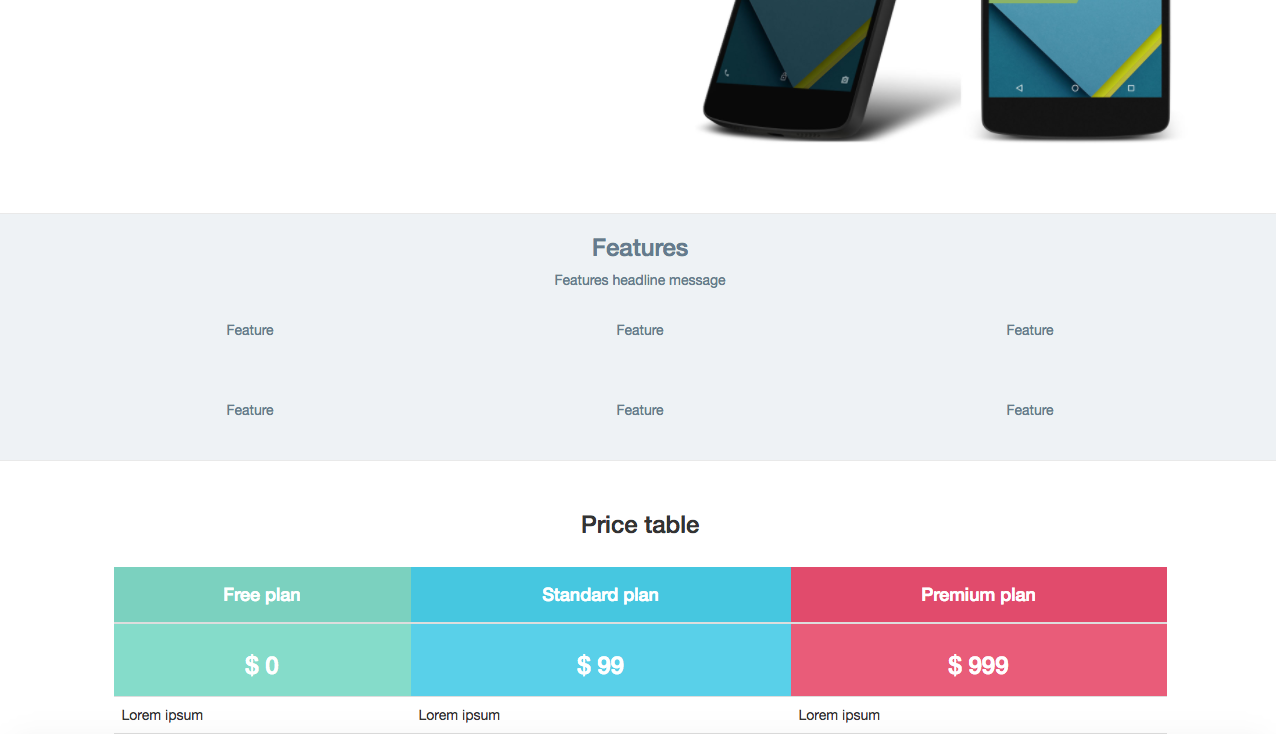 Features
Features headline message
Feature Feature Feature
Feature Feature Feature
Price table
Free plan Standard plan Premium plan
$ 0 $ 99 $ 999
Lorem ipsum Lorem ipsum Lorem ipsum